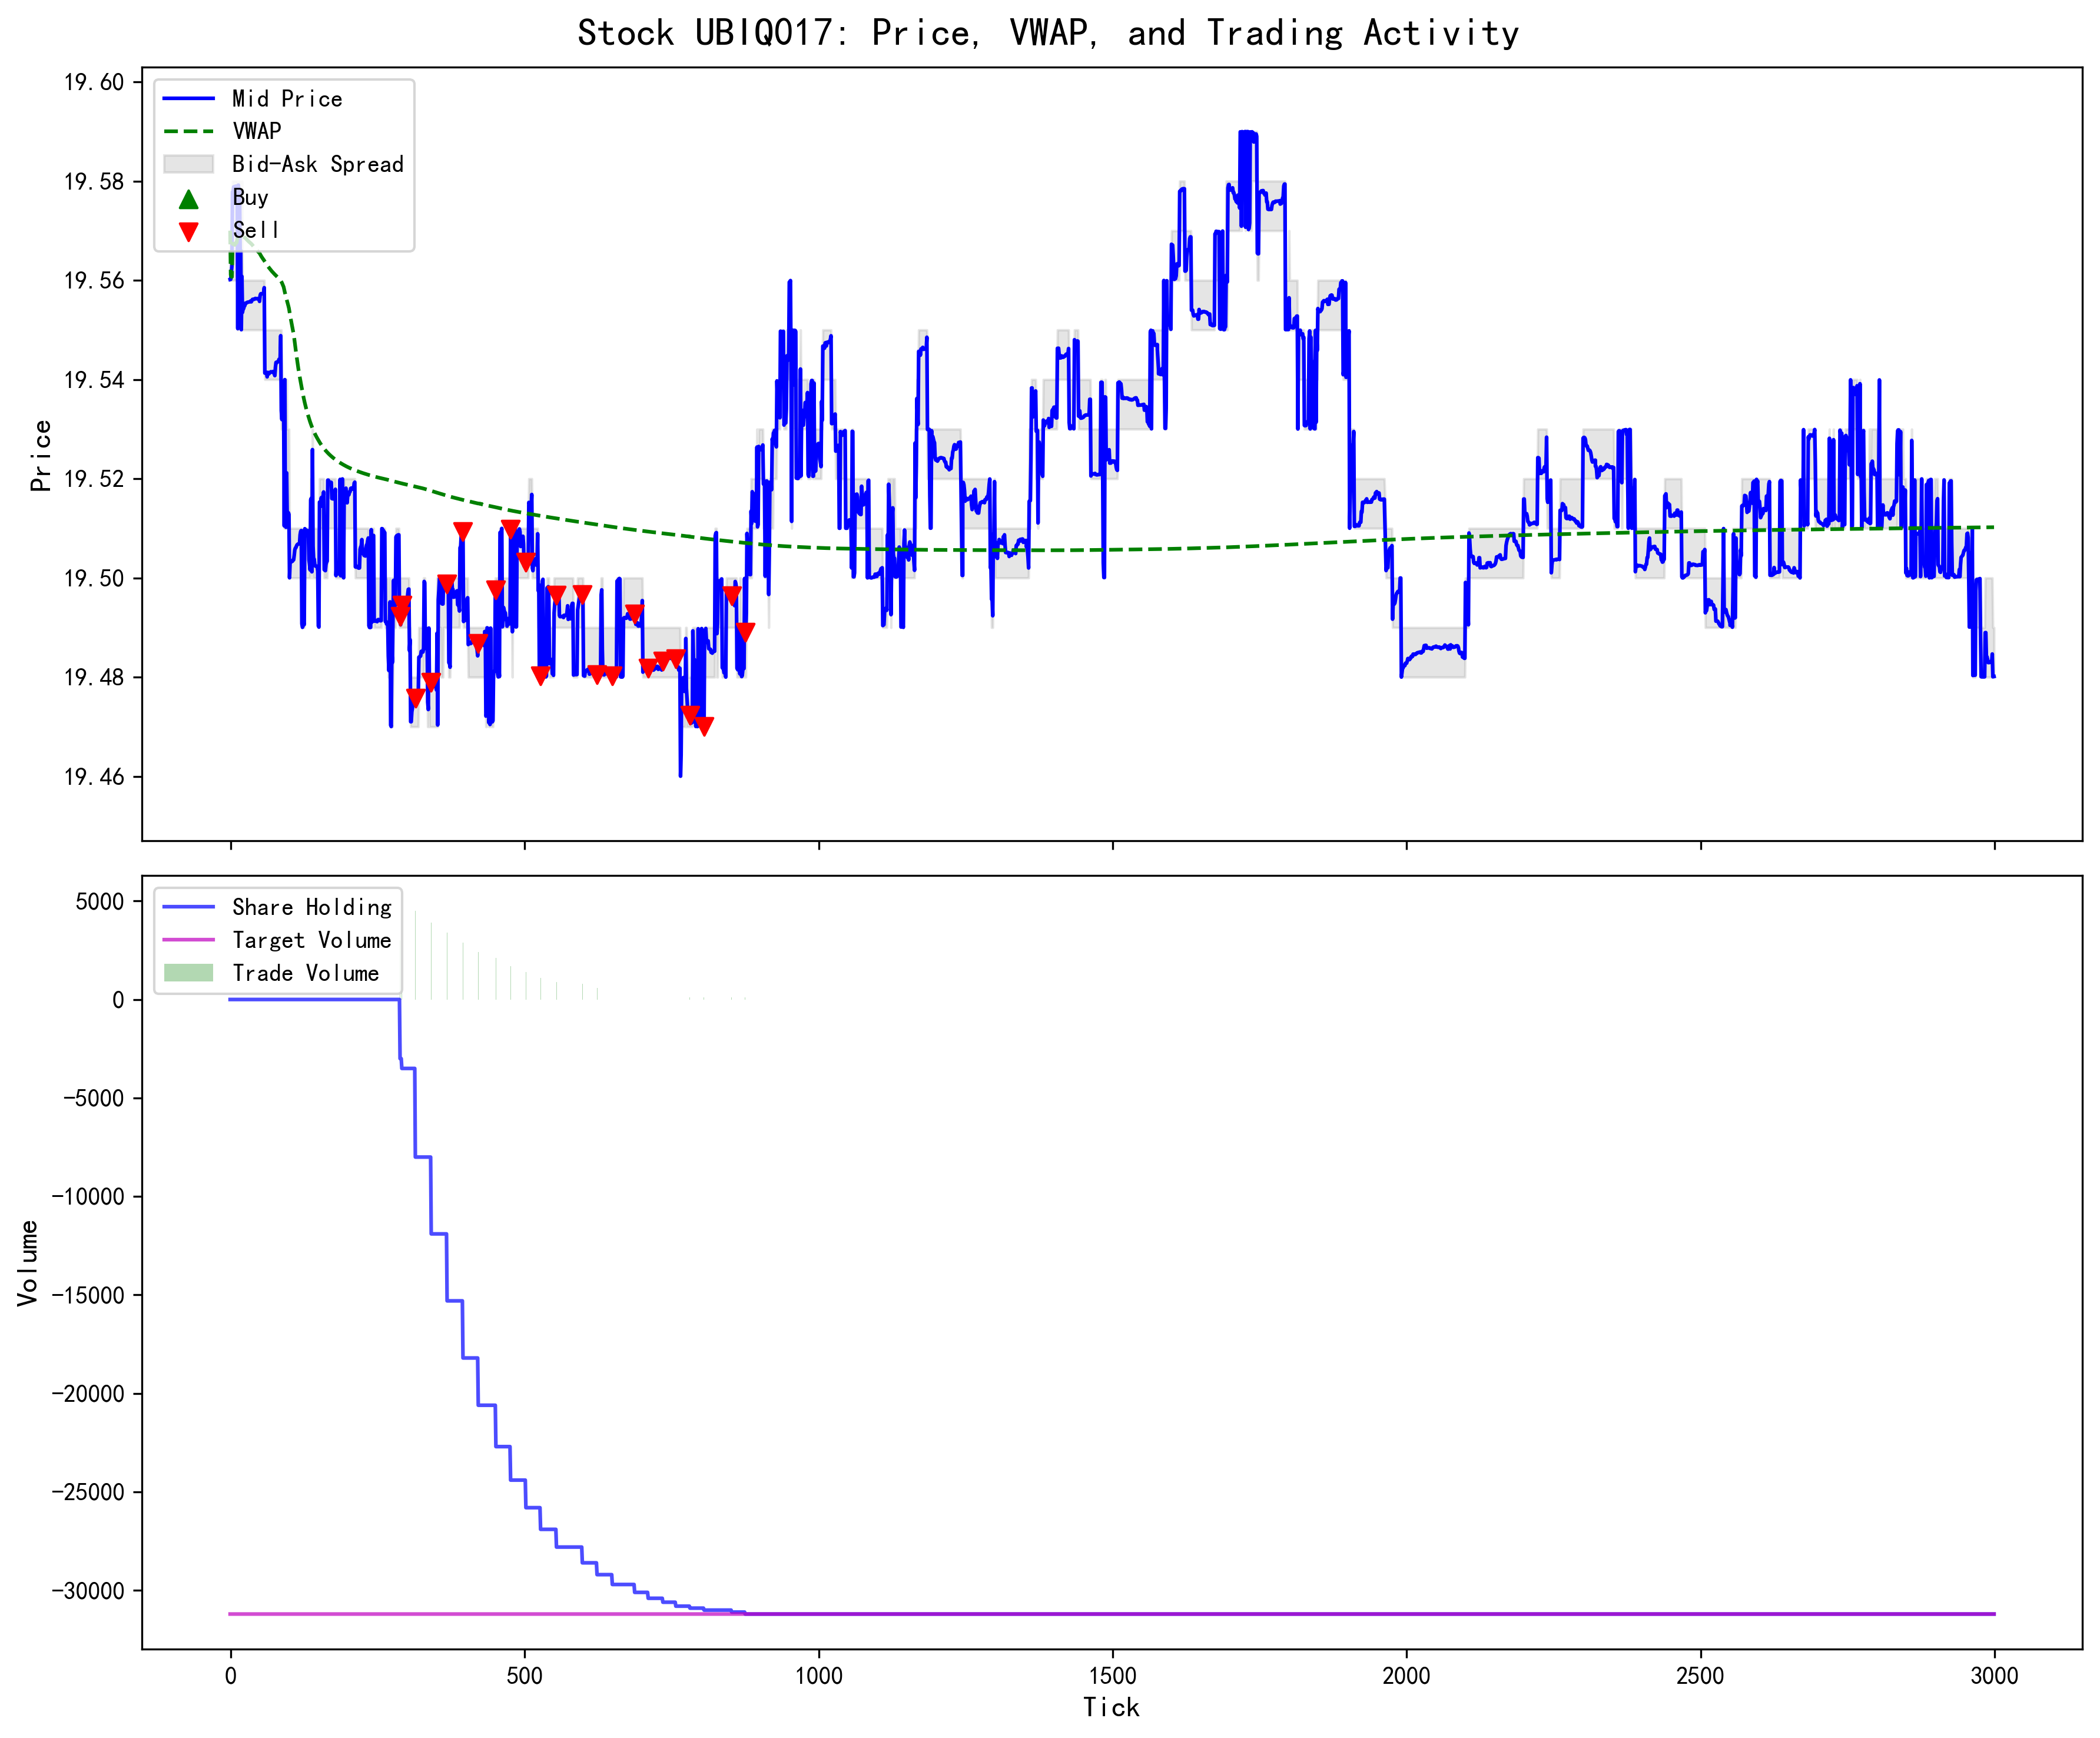 Stock UBIQ017: Price, VWAP, and Trading Activity
19.60
19.58
19.56
19.54
19.52
19.50
19.48
19.46
Price
Mid Price
VWAP
Bid-Ask Spread
Buy
Sell
5000
0
-5000
-10000
-15000
-20000
-25000
-30000
Volume
Share Holding
Target Volume
Trade Volume
0
500
1000
1500
2000
2500
3000
Tick